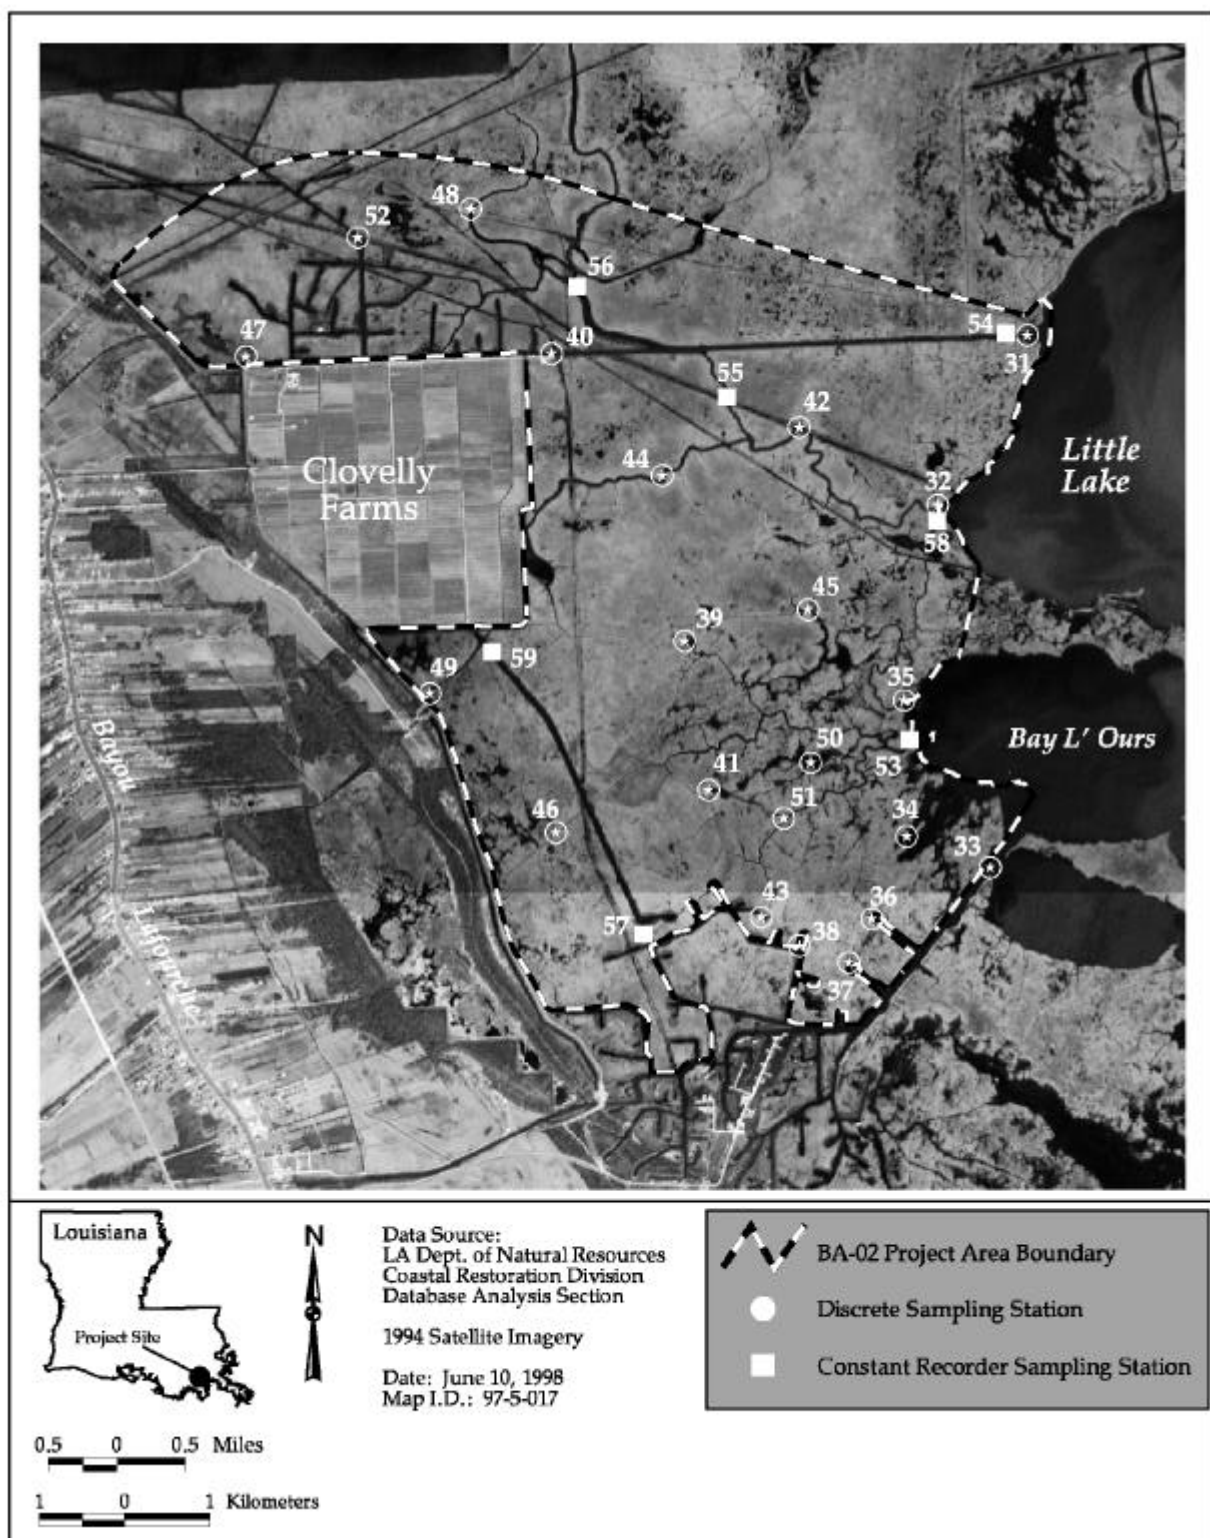 48
52
56
47
40
54
31
55
42
44
Little
Lake
Clovelly
Farms
32
58
45
39
59
49
35
Bay L' Ours
53
50
41
51
46
34
33
Bayou
Lafourche
43
36
57
38
37
Louisiana
Project Site
N
Data Source:
LA Dept. of Natural Resources
Coastal Restoration Division
Database Analysis Section
1994 Satellite Imagery
Date: June 10, 1998
Map I.D.: 97-5-017
BA-02 Project Area Boundary
Discrete Sampling Station
Constant Recorder Sampling Station
0.5 0 0.5 Miles
1 0 1 Kilometers